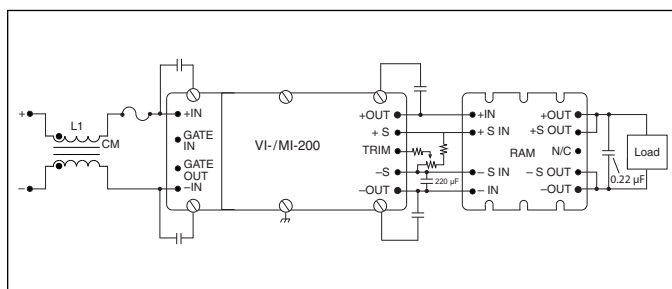 +
L1
CM
–
+IN
GATE
IN
GATE
OUT
–IN
VI-/MI-200
+OUT
+ S
TRIM
–S
–OUT
220 µF
+IN
+ S IN
– S IN
– IN
RAM
+OUT
+S OUT
N/C
– S OUT
–OUT
0.22 µF
Load